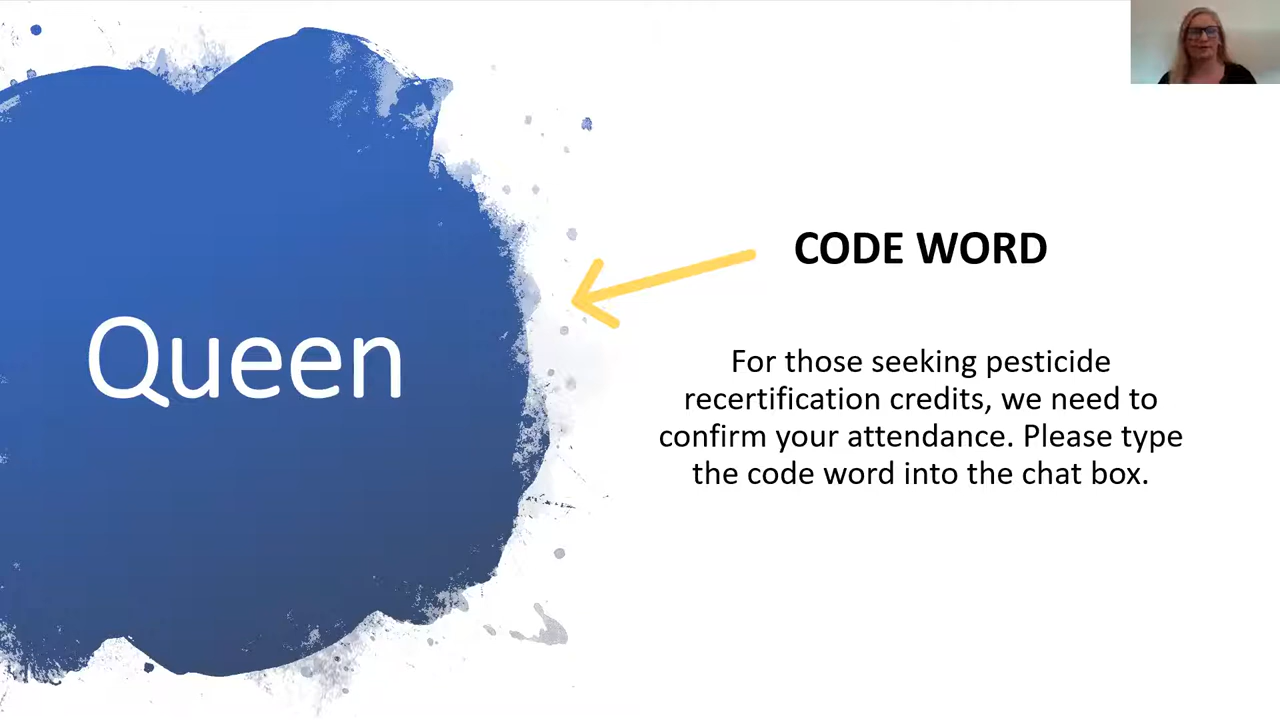 Queen
CODE WORD
For those seeking pesticide
recertification credits, we need to
confirm your attendance. Please type
the code word into the chat box.